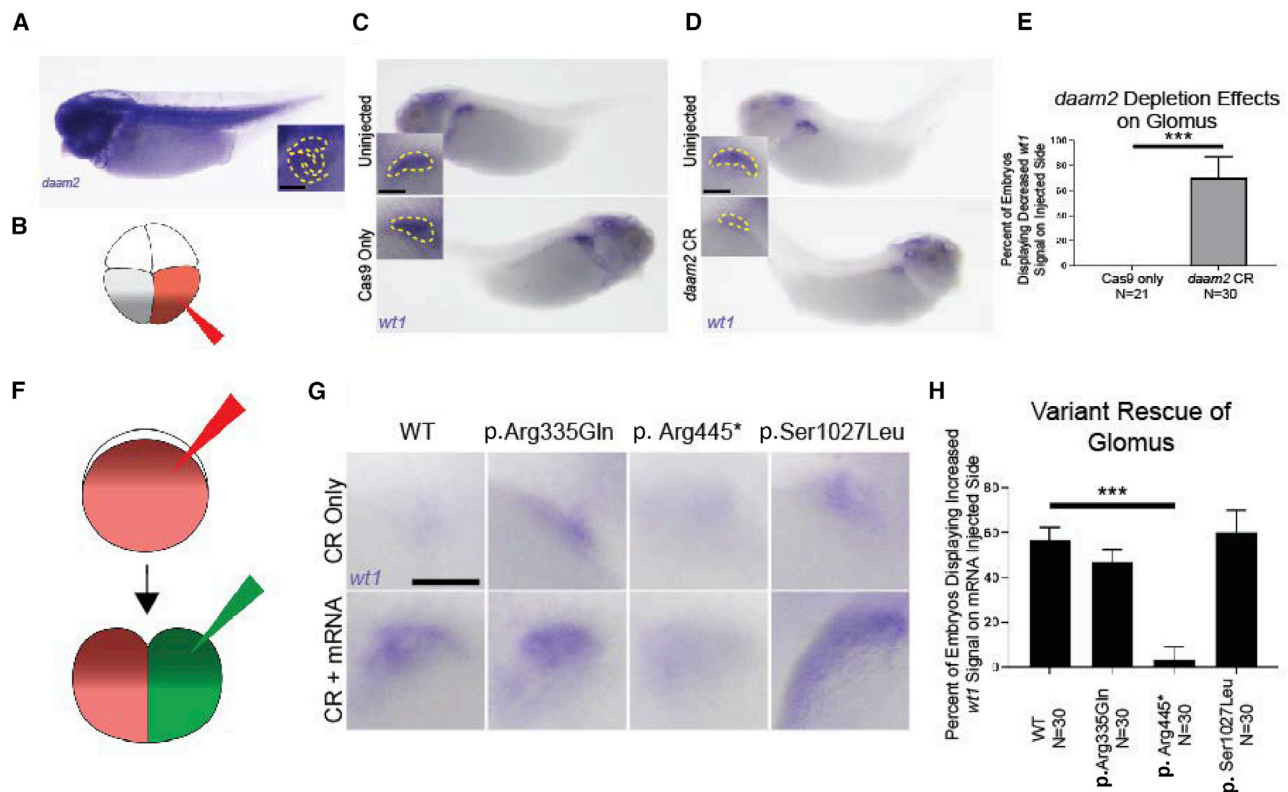 A
daam2
B
C
Uninjected
Cas9 Only
wt1
D
Uninjected
daam2 CR
wt1
E
daam2 Depletion Effects
on Glomus
***
Percent of Embryos
Displaying Decreased wt1
Signal on Injected Side
100
80
60
40
20
0
Cas9 only
N=21
daam2 CR
N=30
F
G
WT
p.Arg335Gln
p. Arg445*
p.Ser1027Leu
CR Only
wt1
CR + mRNA
H
Variant Rescue of
Glomus
***
Percent of Embryos Displaying Increased
wt1 Signal on mRNA Injected Side
80
60
40
20
0
WT
N=30
p.Arg335Gln
N=30
p. Arg445*
N=30
p. Ser1027Leu
N=30